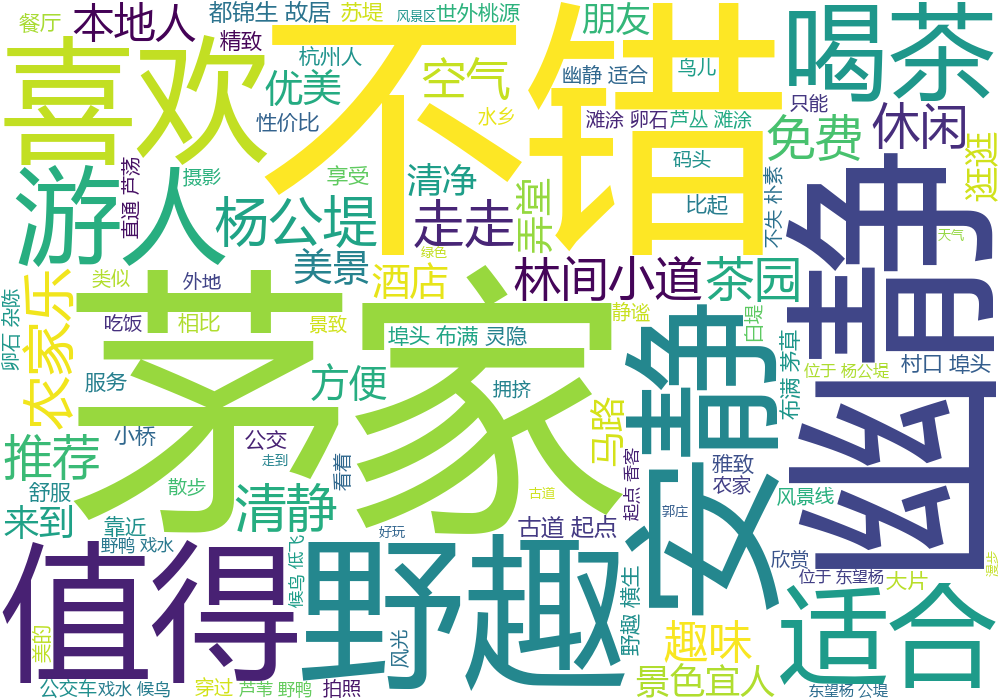 餐厅
本地人
都锦生 故居
苏堤
风景区
世外桃源
朋友
喝茶
精致
喜欢
不错
杭州人
空气
优美
幽静 适合
鸟儿
只能
性价比
水乡
滩涂 卵石
芦丛 滩涂
免费
休闲
码头
直通 芦荡
游人
摄影
享受
清净
弄堂
逛逛
幽静
比起
不失 朴素
杨公堤
走走
天气
绿色
美景
酒店
林间小道
茶园
类似
外地
农家乐
茅家
卵石 杂陈
吃饭
相比
景致
埠头 布满 灵隐
静谧
安静
白堤
布满 茅草
村口 埠头
位于 杨公堤
服务
方便
拥挤
马路
小桥
公交
推荐
走到
看着
起点 香客
雅致
农家
舒服
散步
清静
古道
风景线
来到
靠近
好玩
古道 起点
郭庄
野鸭 戏水
候鸟 低飞
欣赏
漫步
值得
野趣
野趣 横生
位于 东望杨
大片
适合
美的
风光
趣味
景色宜人
公交车
戏水 候鸟
穿过
芦苇 野鸭
拍照
东望杨 公堤